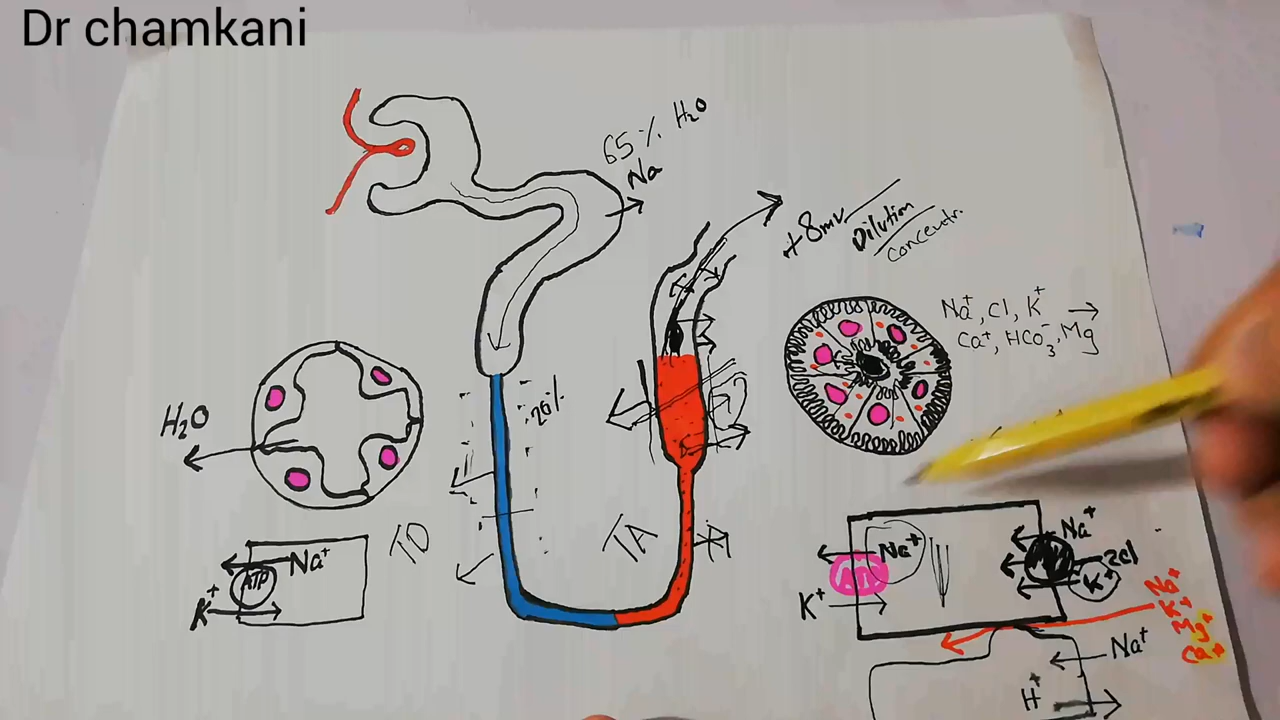 Dr chamkani
65% H₂O
Na
+ 8mv
Dilution
concentr.
Na⁺, Cl, K⁺
Ca⁺, HCO₃⁻, Mg
20%
H₂O
TD
TA
Na⁺
ATP
K⁺
Na⁺
K⁺
Na⁺
2Cl
K⁺
Na⁺
K⁺
Mg⁺
Ca⁺
Na⁺
H⁺